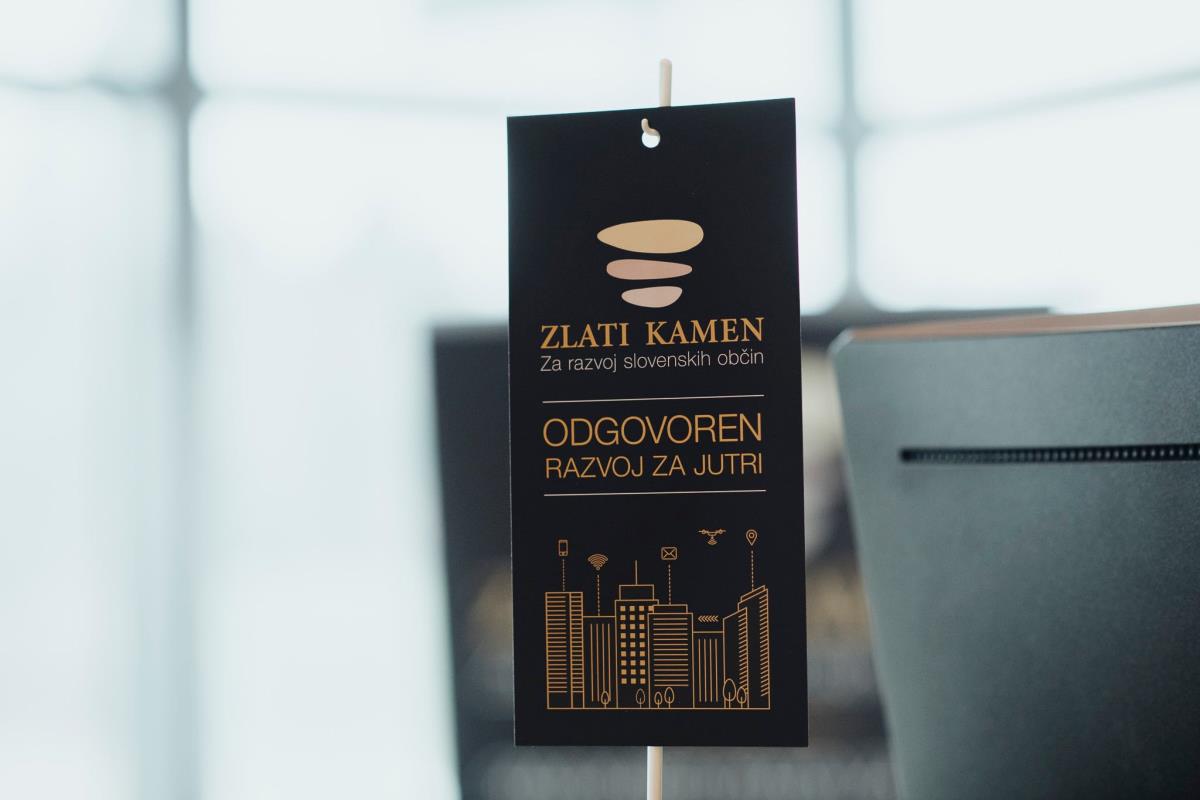 ZLATI KAMEN
Za razvoj slovenskih občin
ODGOVOREN
RAZVOJ ZA JUTRI